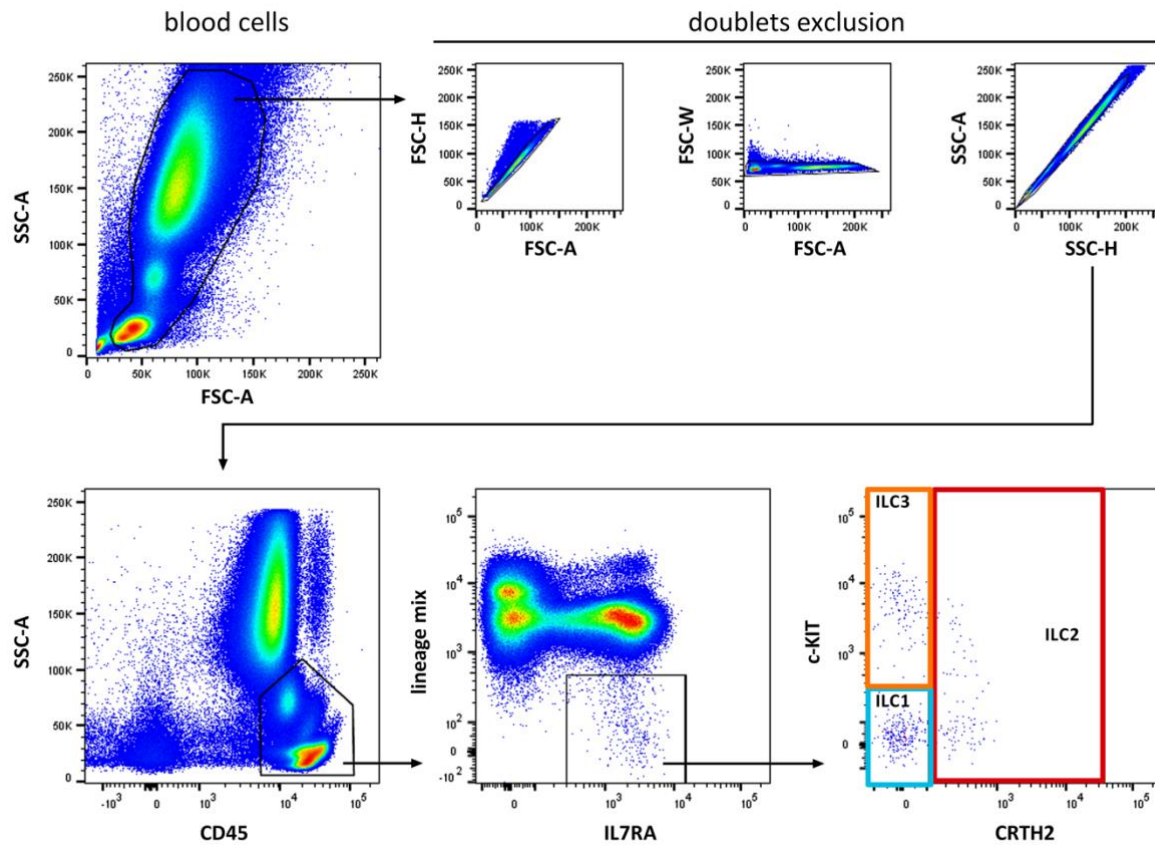 blood cells
doublets exclusion
SSC-A
250K
200K
150K
100K
50K
0
0 50K 100K 150K 200K 250K
FSC-A
FSC-H
250K
200K
150K
100K
50K
0
0 100K 200K
FSC-A
FSC-W
250K
200K
150K
100K
50K
0
0 100K 200K
FSC-A
SSC-A
250K
200K
150K
100K
50K
0
0 100K 200K
SSC-H
SSC-A
250K
200K
150K
100K
50K
0
-10³ 0 10³ 10⁴ 10⁵
CD45
lineage mix
10⁵
10⁴
10³
10²
0
-10²
0 10³ 10⁴ 10⁵
IL7RA
c-KIT
10⁵
10⁴
10³
0
ILC3
ILC2
ILC1
0 10³ 10⁴ 10⁵
CRTH2